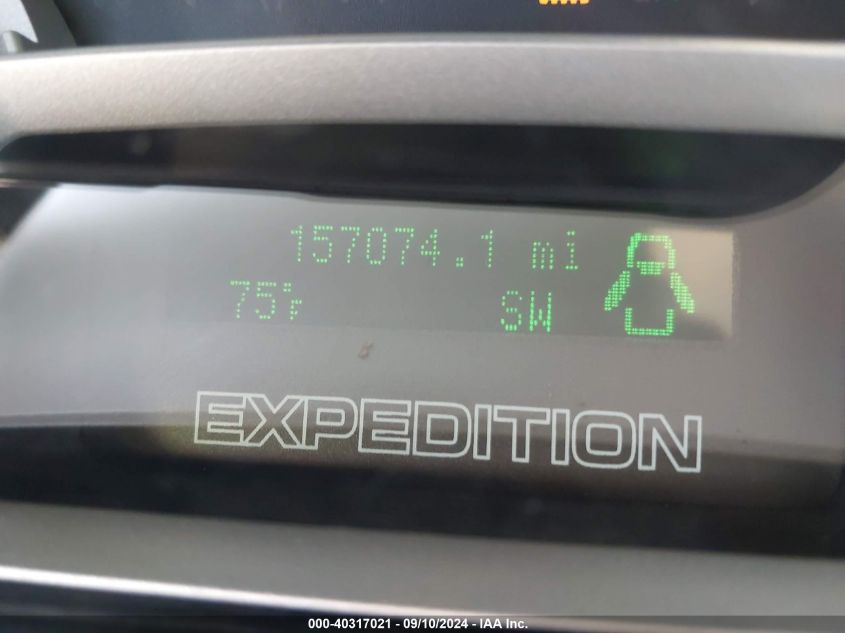 157074.1 mi
75°F SW
EXPEDITION
000-40317021 - 09/10/2024 - IAA Inc.